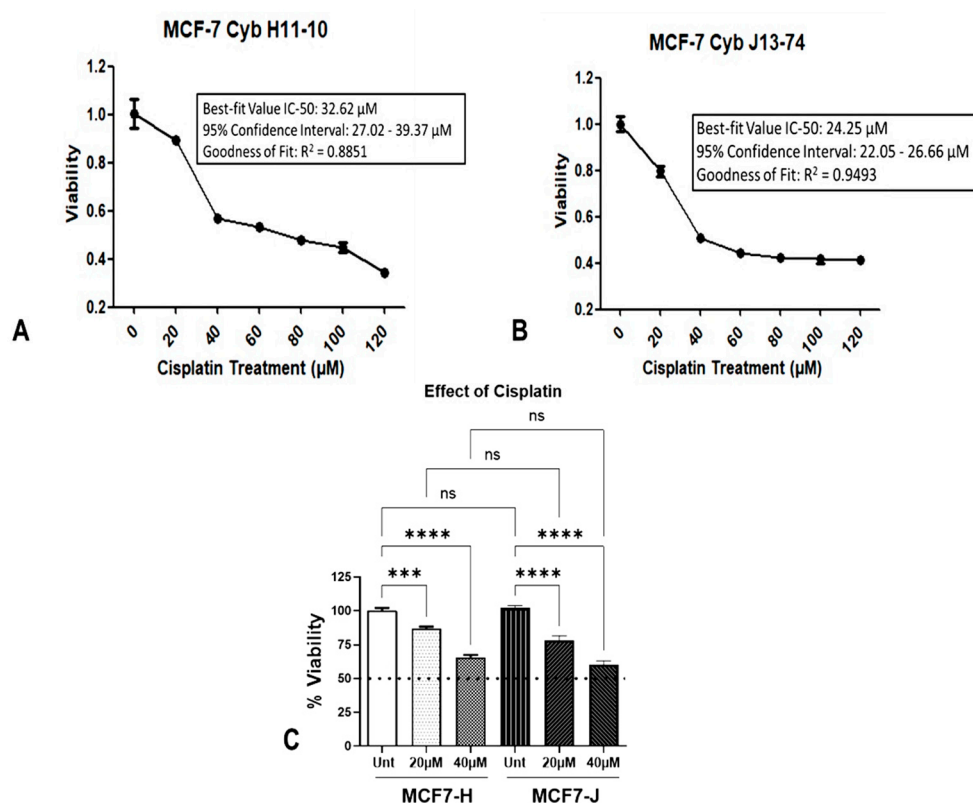 MCF-7 Cyb H11-10
1.2
1.0
0.8
0.6
0.4
0.2
Viability
Best-fit Value IC-50: 32.62 µM
95% Confidence Interval: 27.02 - 39.37 µM
Goodness of Fit: R² = 0.8851
0 20 40 60 80 100 120
Cisplatin Treatment (µM)
A
MCF-7 Cyb J13-74
1.2
1.0
0.8
0.6
0.4
0.2
Viability
Best-fit Value IC-50: 24.25 µM
95% Confidence Interval: 22.05 - 26.66 µM
Goodness of Fit: R² = 0.9493
0 20 40 60 80 100 120
Cisplatin Treatment (µM)
B
Effect of Cisplatin
ns
ns
ns
**** ****
*** ****
125
100
75
50
25
0
% Viability
C
Unt 20µM 40µM Unt 20µM 40µM
MCF7-H MCF7-J